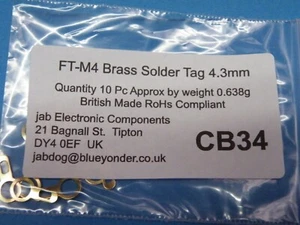 FT-M4 Brass Solder Tag 4.3mm
Quantity 10 Pc Approx by weight 0.638g
British Made RoHs Compliant
jab Electronic Components
21 Bagnall St. Tipton
DY4 0EF UK
jabdog@blueyonder.co.uk
CB34